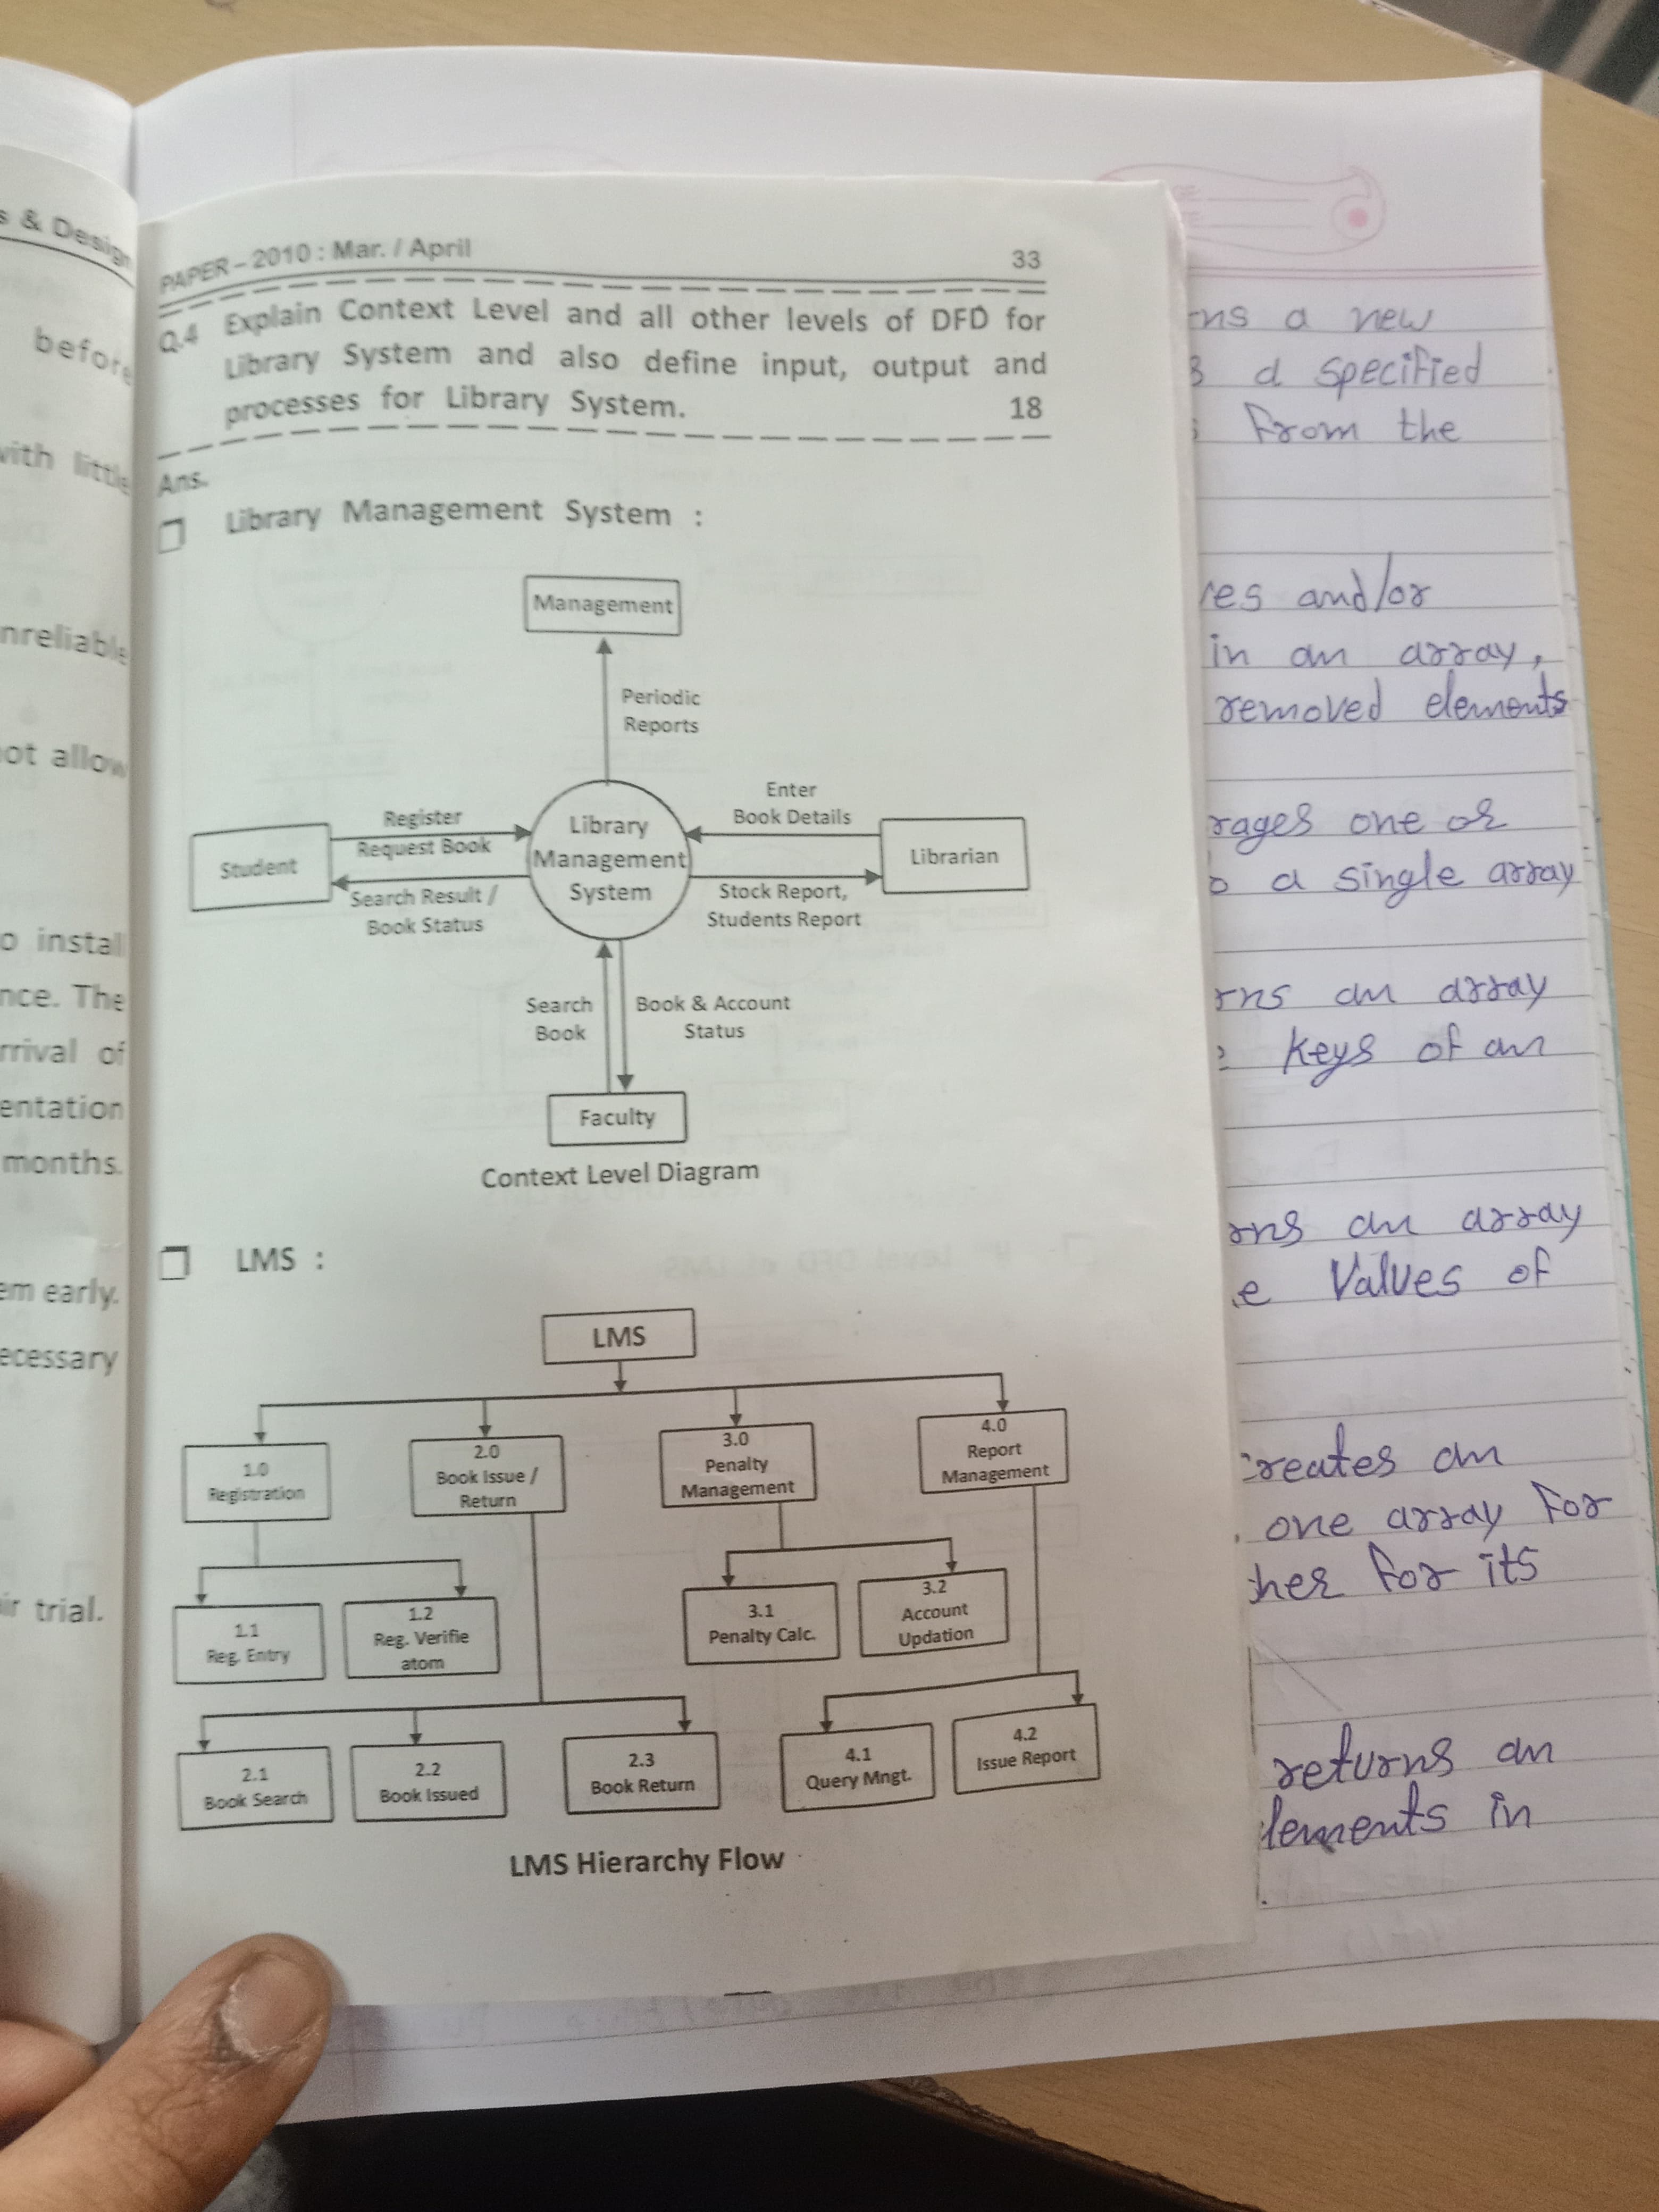 s & Design
before
with little
nreliable
ot allow
o install
nce. The
rrival of
entation
months.
em early.
ecessary
ir trial.
PAPER – 2010 : Mar. / April 33
Q.4 Explain Context Level and all other levels of DFD for
Library System and also define input, output and
processes for Library System. 18
Ans.
Library Management System :
Management
Periodic
Reports
Enter
Book Details
Register
Request Book
Student
Library
Management
System
Librarian
Search Result /
Book Status
Stock Report,
Students Report
Search
Book
Book & Account
Status
Faculty
Context Level Diagram
LMS :
LMS
1.0
Registration
2.0
Book Issue /
Return
3.0
Penalty
Management
4.0
Report
Management
1.1
Reg. Entry
1.2
Reg. Verifie
atom
3.1
Penalty Calc.
3.2
Account
Updation
2.1
Book Search
2.2
Book Issued
2.3
Book Return
4.1
Query Mngt.
4.2
Issue Report
LMS Hierarchy Flow
ns a new
d specified
from the
res and/or
in an array,
removed elements
rages one or
o a single array
rns an array
keys of an
ons an array
e Values of
creates an
one array for
her for its
returns an
lements in